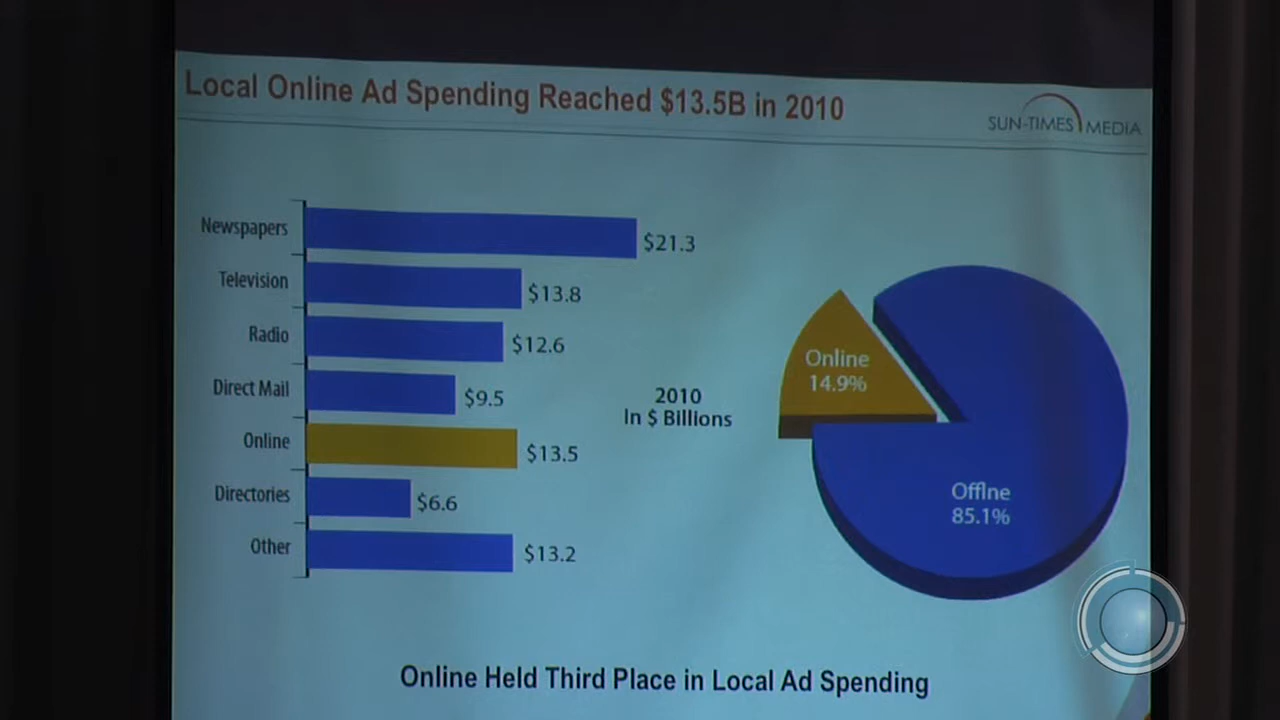 Local Online Ad Spending Reached $13.5B in 2010
SUN-TIMES MEDIA
Newspapers
$21.3
Television
$13.8
Radio
$12.6
Direct Mail
$9.5
Online
$13.5
Directories
$6.6
Other
$13.2
2010
In $ Billions
Online
14.9%
Offlne
85.1%
Online Held Third Place in Local Ad Spending